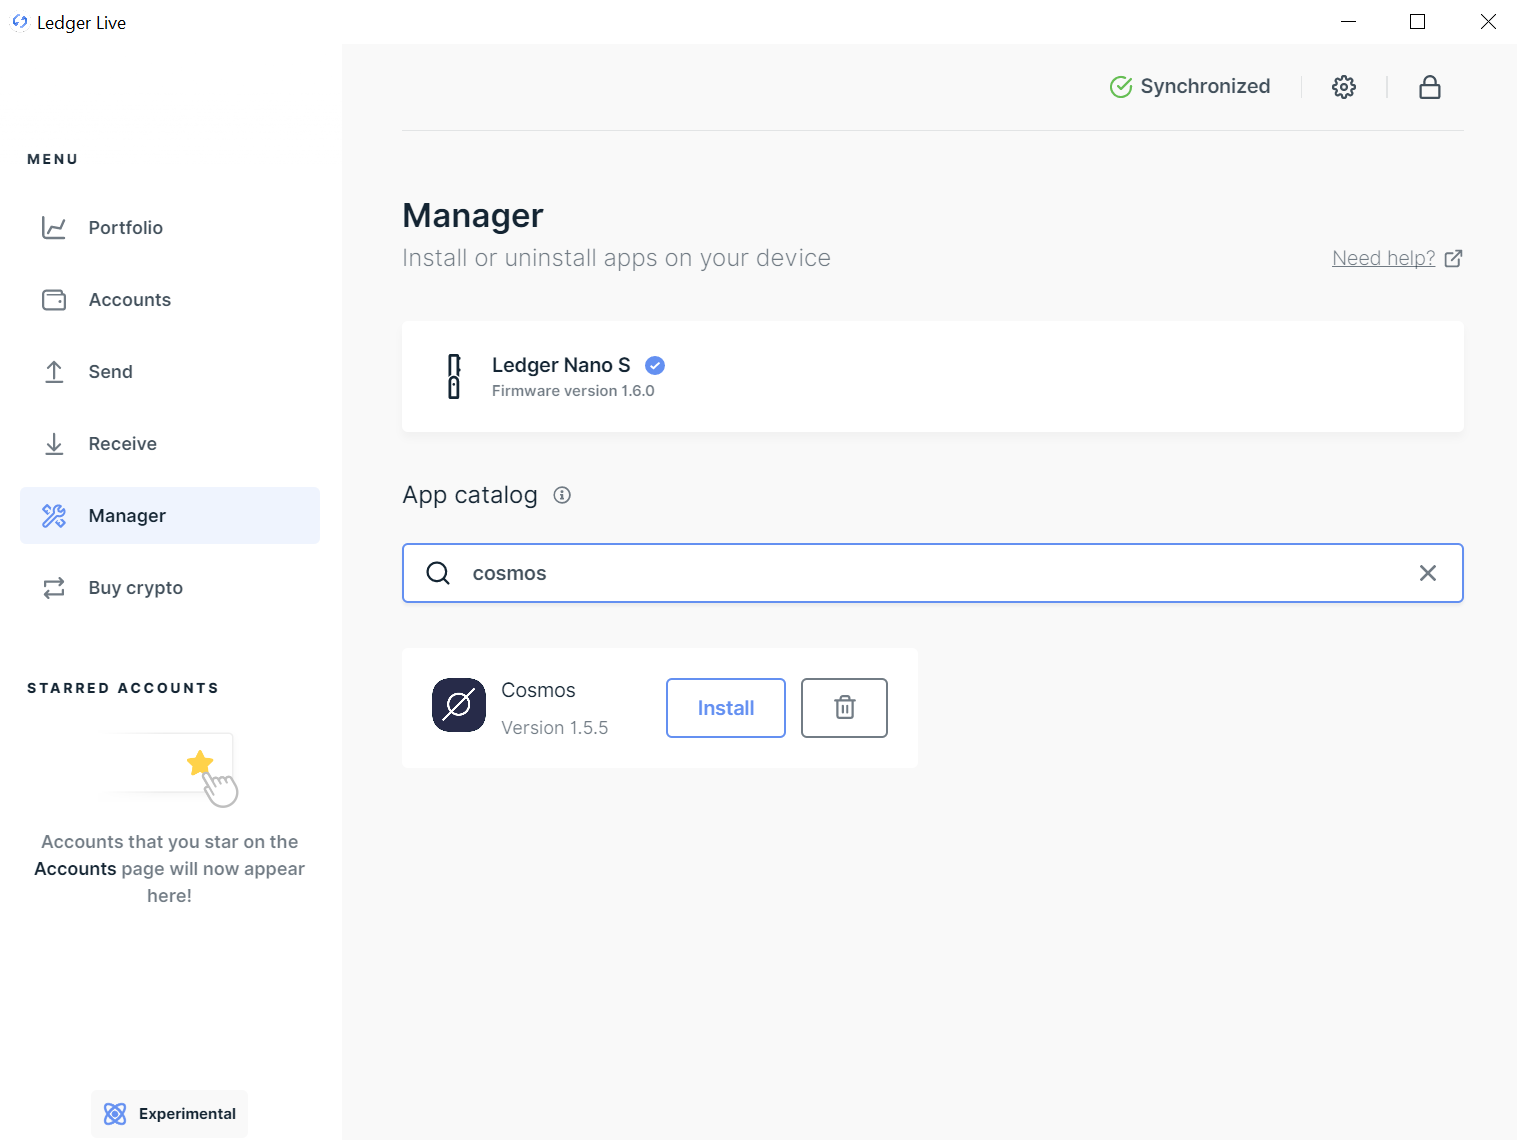 Ledger Live
Synchronized
MENU
Portfolio
Accounts
Send
Receive
Manager
Buy crypto
STARRED ACCOUNTS
Accounts that you star on the
Accounts page will now appear
here!
Experimental
Manager
Install or uninstall apps on your device
Need help?
Ledger Nano S
Firmware version 1.6.0
App catalog
cosmos
Cosmos
Version 1.5.5
Install